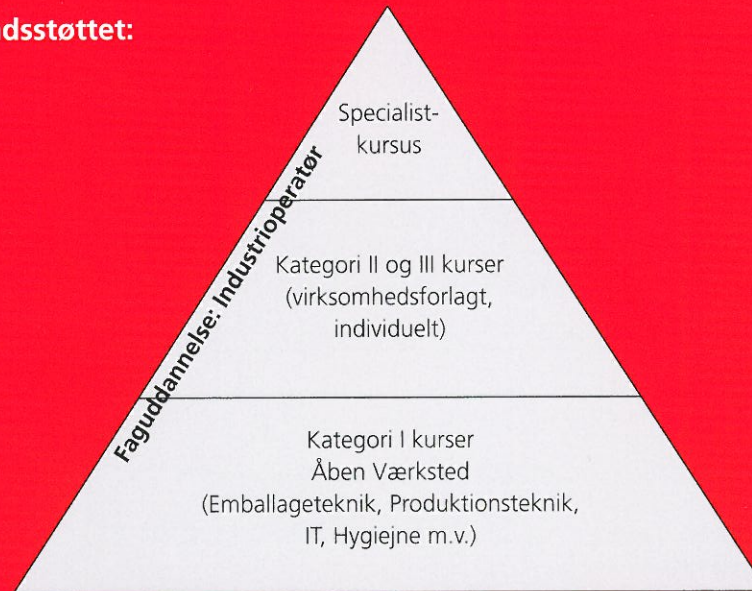 Specialist-
kursus
Faguddannelse: Industrioperatør
Kategori II og III kurser
(virksomhedsforlagt,
individuelt)
Kategori I kurser
Åben Værksted
(Emballageteknik, Produktionsteknik,
IT, Hygiejne m.v.)